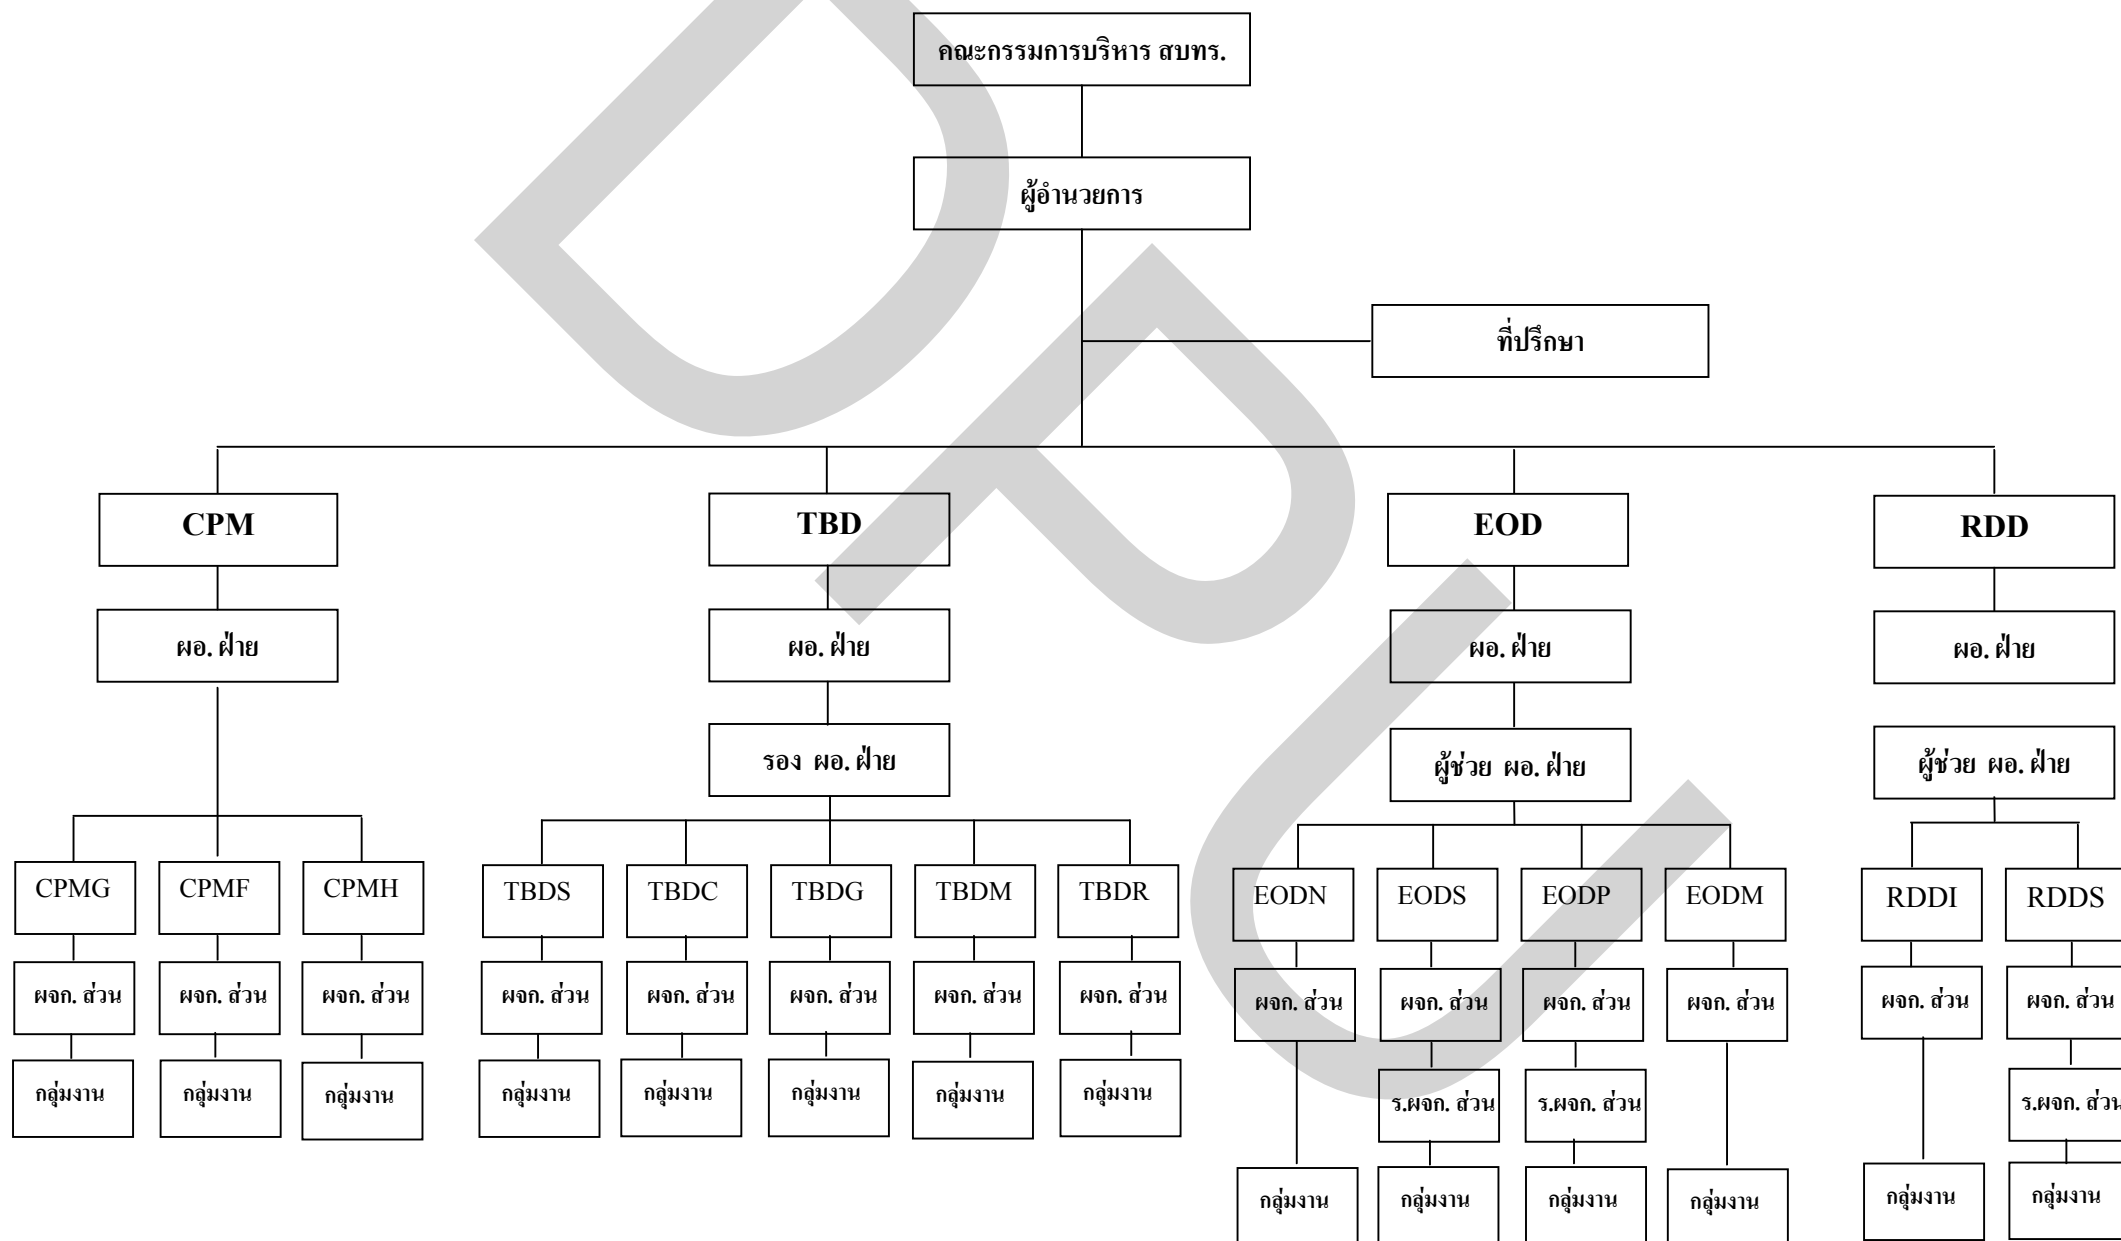 คณะกรรมการบริหาร สบทร.
ผู้อำนวยการ
ที่ปรึกษา
CPM TBD EOD RDD
ผอ. ฝ่าย ผอ. ฝ่าย ผอ. ฝ่าย ผอ. ฝ่าย
รอง ผอ. ฝ่าย ผู้ช่วย ผอ. ฝ่าย ผู้ช่วย ผอ. ฝ่าย
CPMG CPMF CPMH TBDS TBDC TBDG TBDM TBDR EODN EODS EODP EODM RDDI RDDS
ผจก. ส่วน ผจก. ส่วน ผจก. ส่วน ผจก. ส่วน ผจก. ส่วน ผจก. ส่วน ผจก. ส่วน ผจก. ส่วน ผจก. ส่วน ผจก. ส่วน ผจก. ส่วน ผจก. ส่วน ผจก. ส่วน ผจก. ส่วน
กลุ่มงาน กลุ่มงาน กลุ่มงาน กลุ่มงาน กลุ่มงาน กลุ่มงาน กลุ่มงาน กลุ่มงาน ร.ผจก. ส่วน ร.ผจก. ส่วน ร.ผจก. ส่วน
กลุ่มงาน กลุ่มงาน กลุ่มงาน กลุ่มงาน กลุ่มงาน กลุ่มงาน
DPU